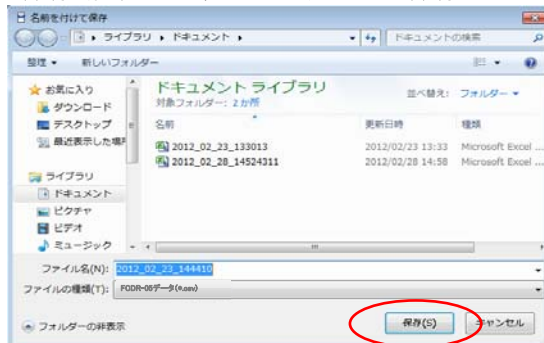 名前を付けて保存
ライブラリ ▸ ドキュメント ▸
ドキュメントの検索
整理 ▼ 新しいフォルダー
お気に入り
ダウンロード
デスクトップ
最近表示した場所
ライブラリ
ドキュメント
ピクチャ
ビデオ
ミュージック
ドキュメント ライブラリ
対象フォルダー: 2 か所
並べ替え: フォルダー ▼
名前 更新日時 種類
2012_02_23_133013 2012/02/23 13:33 Microsoft Excel ...
2012_02_28_14524311 2012/02/28 14:58 Microsoft Excel ...
ファイル名(N): 2012_02_23_144410
ファイルの種類(T): FODR-05データ(*.csv)
フォルダーの非表示
保存(S)
キャンセル